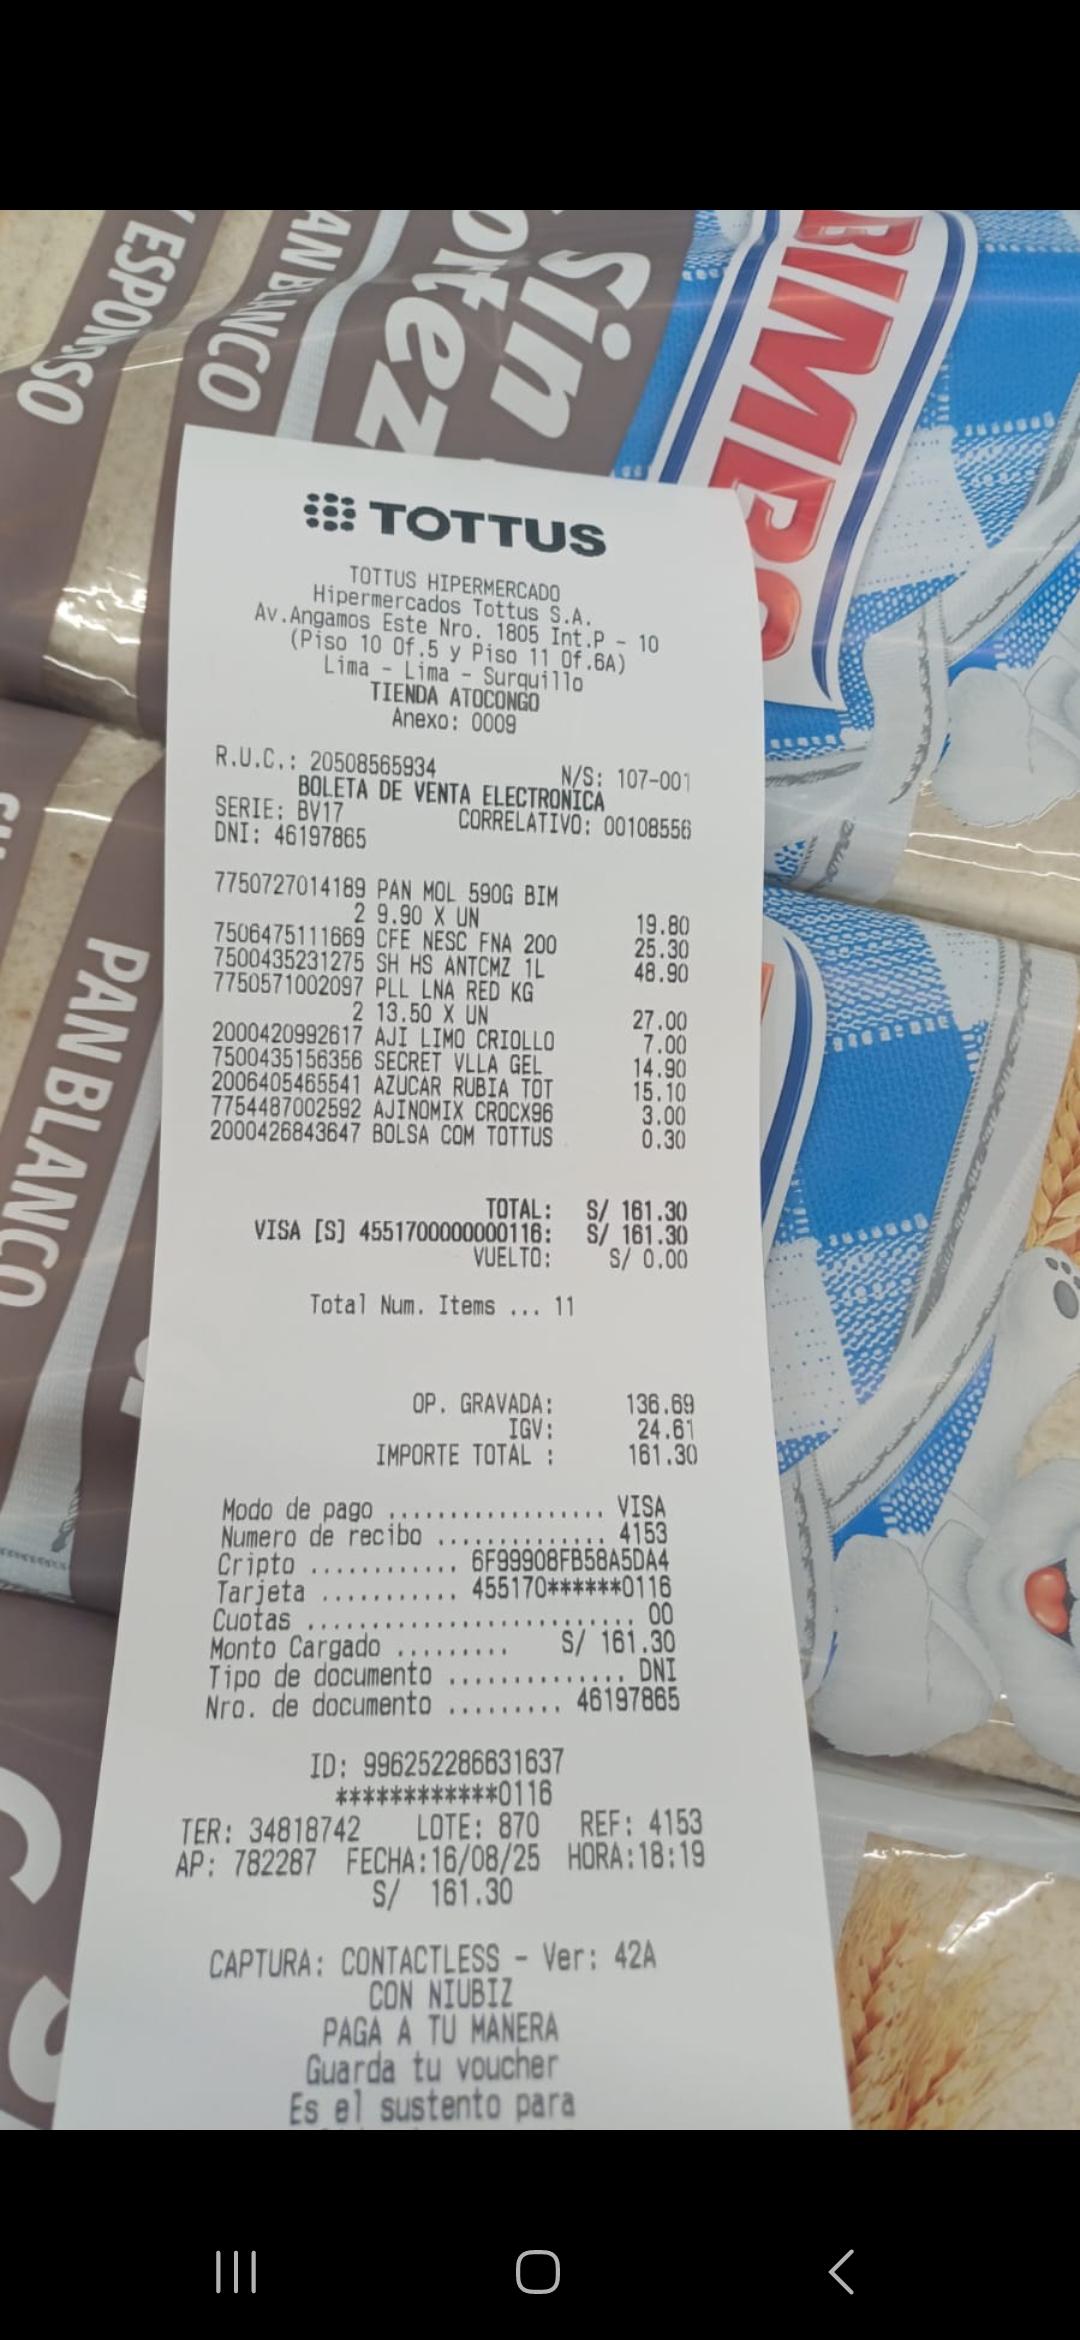 Y ESPONJOSO
PAN BLANCO
Sin
BIMBO
PAN BLANCO
TOTTUS
TOTTUS HIPERMERCADO
Hipermercados Tottus S.A.
Av.Angamos Este Nro. 1805 Int.P - 10
(Piso 10 Of.5 y Piso 11 Of.6A)
Lima - Lima - Surquillo
TIENDA ATOCONGO
Anexo: 0009
R.U.C.: 20508565934 N/S: 107-001
BOLETA DE VENTA ELECTRONICA
SERIE: BV17 CORRELATIVO: 00108556
DNI: 46197865
7750727014189 PAN MOL 590G BIM
2 9.90 X UN 19.80
7506475111669 CFE NESC FNA 200 25.30
7500435231275 SH HS ANTCMZ 1L 48.90
7750571002097 PLL LNA RED KG
2 13.50 X UN 27.00
2000420992617 AJI LIMO CRIOLLO 7.00
7500435156356 SECRET VLLA GEL 14.90
2006405465541 AZUCAR RUBIA TOT 15.10
7754487002592 AJINOMIX CROCX96 3.00
2000426843647 BOLSA COM TOTTUS 0.30
TOTAL: S/ 161.30
VISA [S] 4551700000000116: S/ 161.30
VUELTO: S/ 0.00
Total Num. Items ... 11
OP. GRAVADA: 136.69
IGV: 24.61
IMPORTE TOTAL : 161.30
Modo de pago .................. VISA
Numero de recibo .............. 4153
Cripto ............ 6F99908FB58A5DA4
Tarjeta ........... 455170******0116
Cuotas ......................... 00
Monto Cargado ......... S/ 161.30
Tipo de documento .............. DNI
Nro. de documento ......... 46197865
ID: 996252286631637
************0116
TER: 34818742 LOTE: 870 REF: 4153
AP: 782287 FECHA:16/08/25 HORA:18:19
S/ 161.30
CAPTURA: CONTACTLESS - Ver: 42A
CON NIUBIZ
PAGA A TU MANERA
Guarda tu voucher
Es el sustento para